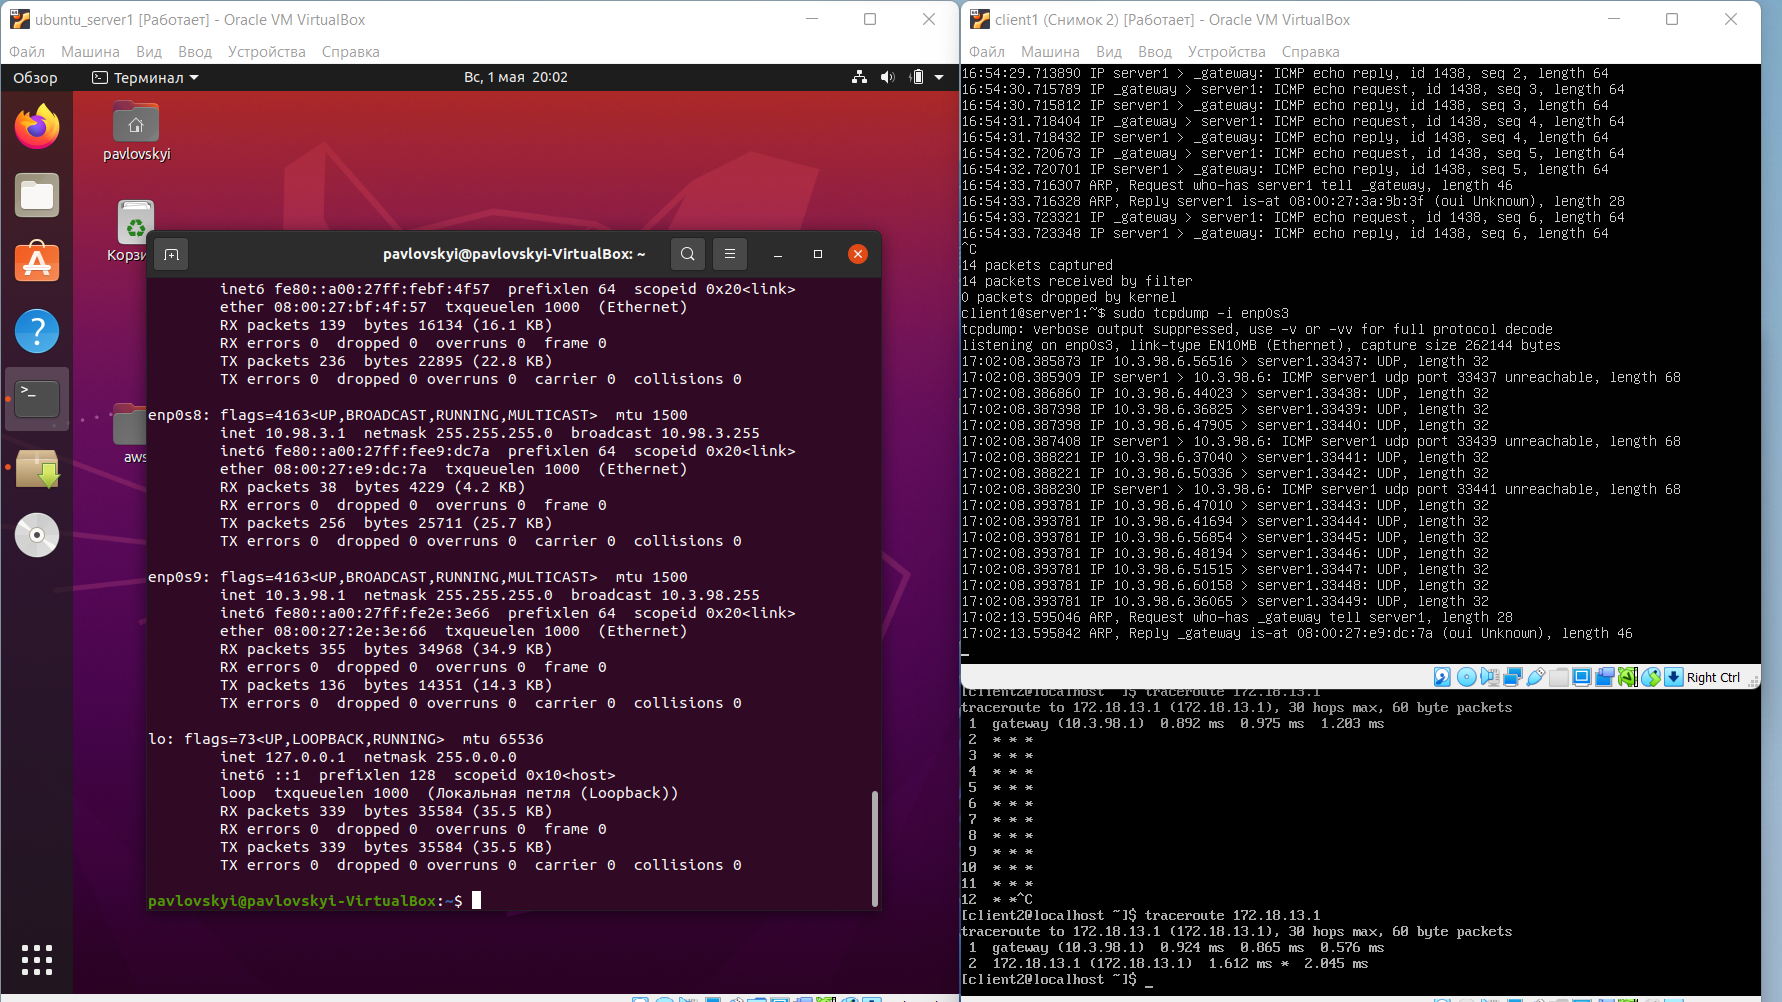 ubuntu_server1 [Работает] - Oracle VM VirtualBox
Файл Машина Вид Ввод Устройства Справка
Обзор Терминал Вс, 1 мая 20:02
pavlovskyi
Корзи
aws
pavlovskyi@pavlovskyi-VirtualBox: ~
inet6 fe80::a00:27ff:febf:4f57 prefixlen 64 scopeid 0x20<link>
ether 08:00:27:bf:4f:57 txqueuelen 1000 (Ethernet)
RX packets 139 bytes 16134 (16.1 KB)
RX errors 0 dropped 0 overruns 0 frame 0
TX packets 236 bytes 22895 (22.8 KB)
TX errors 0 dropped 0 overruns 0 carrier 0 collisions 0
enp0s8: flags=4163<UP,BROADCAST,RUNNING,MULTICAST> mtu 1500
inet 10.98.3.1 netmask 255.255.255.0 broadcast 10.98.3.255
inet6 fe80::a00:27ff:fee9:dc7a prefixlen 64 scopeid 0x20<link>
ether 08:00:27:e9:dc:7a txqueuelen 1000 (Ethernet)
RX packets 38 bytes 4229 (4.2 KB)
RX errors 0 dropped 0 overruns 0 frame 0
TX packets 256 bytes 25711 (25.7 KB)
TX errors 0 dropped 0 overruns 0 carrier 0 collisions 0
enp0s9: flags=4163<UP,BROADCAST,RUNNING,MULTICAST> mtu 1500
inet 10.3.98.1 netmask 255.255.255.0 broadcast 10.3.98.255
inet6 fe80::a00:27ff:fe2e:3e66 prefixlen 64 scopeid 0x20<link>
ether 08:00:27:2e:3e:66 txqueuelen 1000 (Ethernet)
RX packets 355 bytes 34968 (34.9 KB)
RX errors 0 dropped 0 overruns 0 frame 0
TX packets 136 bytes 14351 (14.3 KB)
TX errors 0 dropped 0 overruns 0 carrier 0 collisions 0
lo: flags=73<UP,LOOPBACK,RUNNING> mtu 65536
inet 127.0.0.1 netmask 255.0.0.0
inet6 ::1 prefixlen 128 scopeid 0x10<host>
loop txqueuelen 1000 (Локальная петля (Loopback))
RX packets 339 bytes 35584 (35.5 KB)
RX errors 0 dropped 0 overruns 0 frame 0
TX packets 339 bytes 35584 (35.5 KB)
TX errors 0 dropped 0 overruns 0 carrier 0 collisions 0
pavlovskyi@pavlovskyi-VirtualBox:~$
client1 (Снимок 2) [Работает] - Oracle VM VirtualBox
Файл Машина Вид Ввод Устройства Справка
16:54:29.713890 IP server1 > _gateway: ICMP echo reply, id 1438, seq 2, length 64
16:54:30.715789 IP _gateway > server1: ICMP echo request, id 1438, seq 3, length 64
16:54:30.715812 IP server1 > _gateway: ICMP echo reply, id 1438, seq 3, length 64
16:54:31.718404 IP _gateway > server1: ICMP echo request, id 1438, seq 4, length 64
16:54:31.718432 IP server1 > _gateway: ICMP echo reply, id 1438, seq 4, length 64
16:54:32.720673 IP _gateway > server1: ICMP echo request, id 1438, seq 5, length 64
16:54:32.720701 IP server1 > _gateway: ICMP echo reply, id 1438, seq 5, length 64
16:54:33.716307 ARP, Request who-has server1 tell _gateway, length 46
16:54:33.716328 ARP, Reply server1 is-at 08:00:27:3a:9b:3f (oui Unknown), length 28
16:54:33.723321 IP _gateway > server1: ICMP echo request, id 1438, seq 6, length 64
16:54:33.723348 IP server1 > _gateway: ICMP echo reply, id 1438, seq 6, length 64
^C
14 packets captured
14 packets received by filter
0 packets dropped by kernel
client1@server1:~$ sudo tcpdump -i enp0s3
tcpdump: verbose output suppressed, use -v or -vv for full protocol decode
listening on enp0s3, link-type EN10MB (Ethernet), capture size 262144 bytes
17:02:08.385873 IP 10.3.98.6.56516 > server1.33437: UDP, length 32
17:02:08.385909 IP server1 > 10.3.98.6: ICMP server1 udp port 33437 unreachable, length 68
17:02:08.386860 IP 10.3.98.6.44023 > server1.33438: UDP, length 32
17:02:08.387398 IP 10.3.98.6.36825 > server1.33439: UDP, length 32
17:02:08.387398 IP 10.3.98.6.47905 > server1.33440: UDP, length 32
17:02:08.387408 IP server1 > 10.3.98.6: ICMP server1 udp port 33439 unreachable, length 68
17:02:08.388221 IP 10.3.98.6.37040 > server1.33441: UDP, length 32
17:02:08.388221 IP 10.3.98.6.50336 > server1.33442: UDP, length 32
17:02:08.388230 IP server1 > 10.3.98.6: ICMP server1 udp port 33441 unreachable, length 68
17:02:08.393781 IP 10.3.98.6.47010 > server1.33443: UDP, length 32
17:02:08.393781 IP 10.3.98.6.41694 > server1.33444: UDP, length 32
17:02:08.393781 IP 10.3.98.6.56854 > server1.33445: UDP, length 32
17:02:08.393781 IP 10.3.98.6.48194 > server1.33446: UDP, length 32
17:02:08.393781 IP 10.3.98.6.51515 > server1.33447: UDP, length 32
17:02:08.393781 IP 10.3.98.6.60158 > server1.33448: UDP, length 32
17:02:08.393781 IP 10.3.98.6.36065 > server1.33449: UDP, length 32
17:02:13.595046 ARP, Request who-has _gateway tell server1, length 28
17:02:13.595842 ARP, Reply _gateway is-at 08:00:27:e9:dc:7a (oui Unknown), length 46
Right Ctrl
[client2@localhost ~]$ traceroute 172.18.13.1
traceroute to 172.18.13.1 (172.18.13.1), 30 hops max, 60 byte packets
1 gateway (10.3.98.1) 0.892 ms 0.975 ms 1.203 ms
2 * * *
3 * * *
4 * * *
5 * * *
6 * * *
7 * * *
8 * * *
9 * * *
10 * * *
11 * * *
12 * *^C
[client2@localhost ~]$ traceroute 172.18.13.1
traceroute to 172.18.13.1 (172.18.13.1), 30 hops max, 60 byte packets
1 gateway (10.3.98.1) 0.924 ms 0.865 ms 0.576 ms
2 172.18.13.1 (172.18.13.1) 1.612 ms * 2.045 ms
[client2@localhost ~]$ _